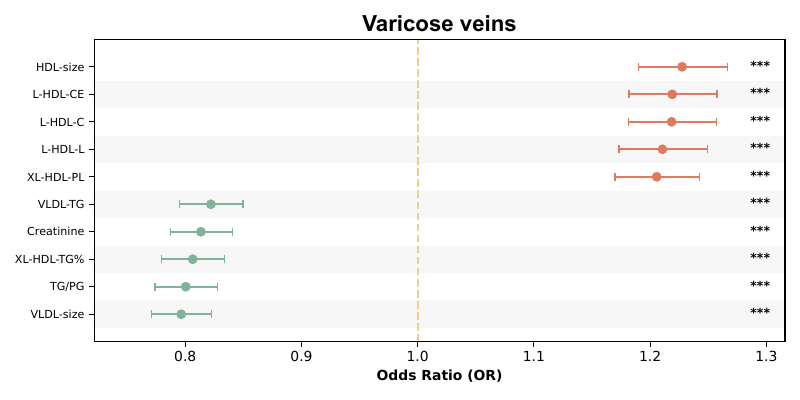 Varicose veins
HDL-size ***
L-HDL-CE ***
L-HDL-C ***
L-HDL-L ***
XL-HDL-PL ***
VLDL-TG ***
Creatinine ***
XL-HDL-TG% ***
TG/PG ***
VLDL-size ***
0.8 0.9 1.0 1.1 1.2 1.3
Odds Ratio (OR)